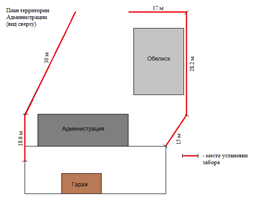 План территории
Администрации
(вид сверху)
17 м
30 м
Обелиск
28.2 м
18.6 м
Администрация
15 м
- место установки
забора
Гараж